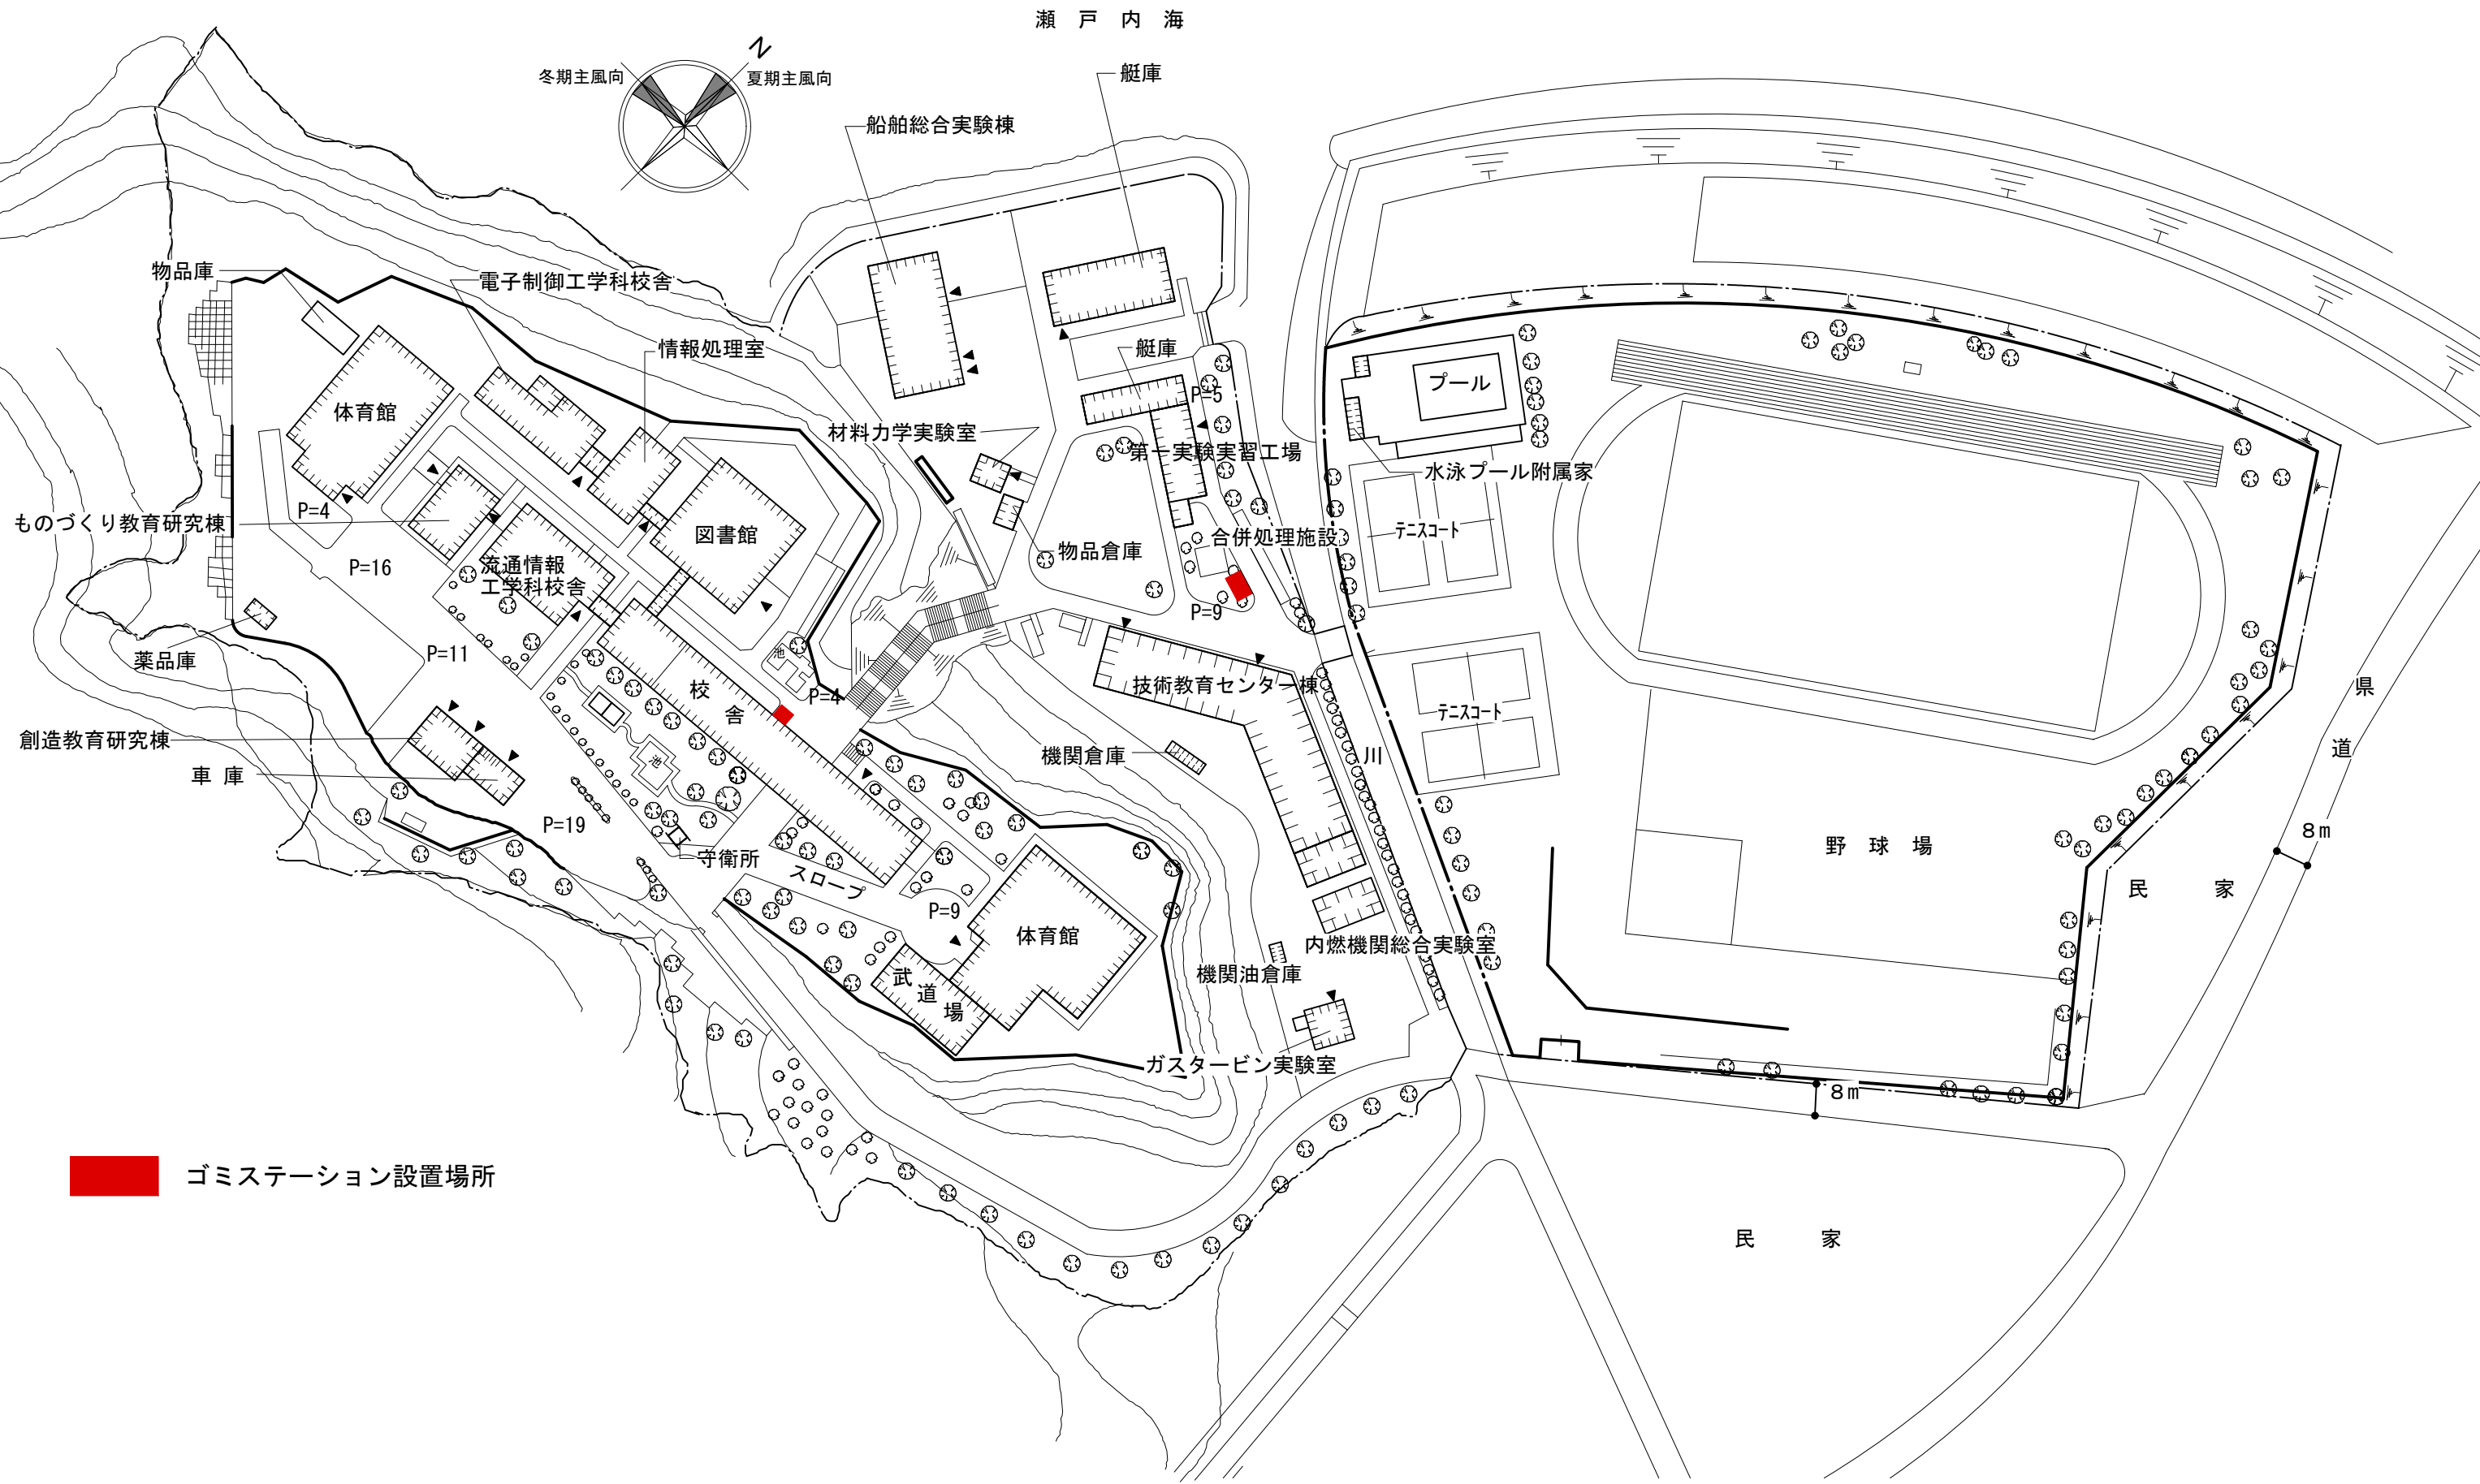 瀬 戸 内 海
N
冬期主風向
夏期主風向
艇庫
船舶総合実験棟
物品庫
電子制御工学科校舎
情報処理室
艇庫
P=5
プール
体育館
材料力学実験室
第一実験実習工場
水泳プール附属家
P=4
ものづくり教育研究棟
図書館
テニスコート
合併処理施設
物品倉庫
P=16
流通情報
工学科校舎
P=9
薬品庫
P=11
池
校
舎
P=4
技術教育センター棟
県
道
テニスコート
創造教育研究棟
車 庫
池
機関倉庫
川
P=19
8m
野 球 場
守衛所
スロープ
民 家
P=9
体育館
内燃機関総合実験室
武
道
場
機関油倉庫
ガスタービン実験室
8m
ゴミステーション設置場所
民 家